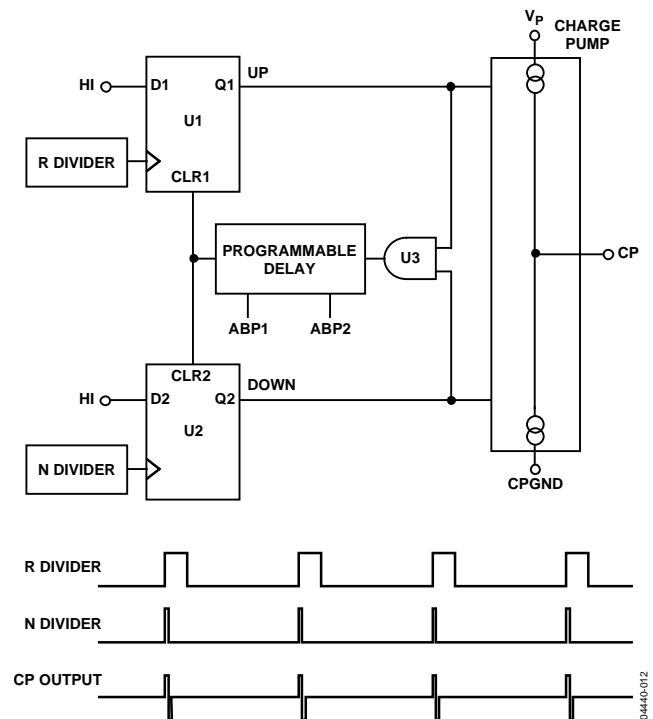 VP
CHARGE
PUMP
UP
HI
D1
Q1
U1
R DIVIDER
CLR1
PROGRAMMABLE
DELAY
U3
CP
ABP1
ABP2
CLR2
DOWN
HI
D2
Q2
U2
N DIVIDER
CPGND
R DIVIDER
N DIVIDER
CP OUTPUT
04440-012